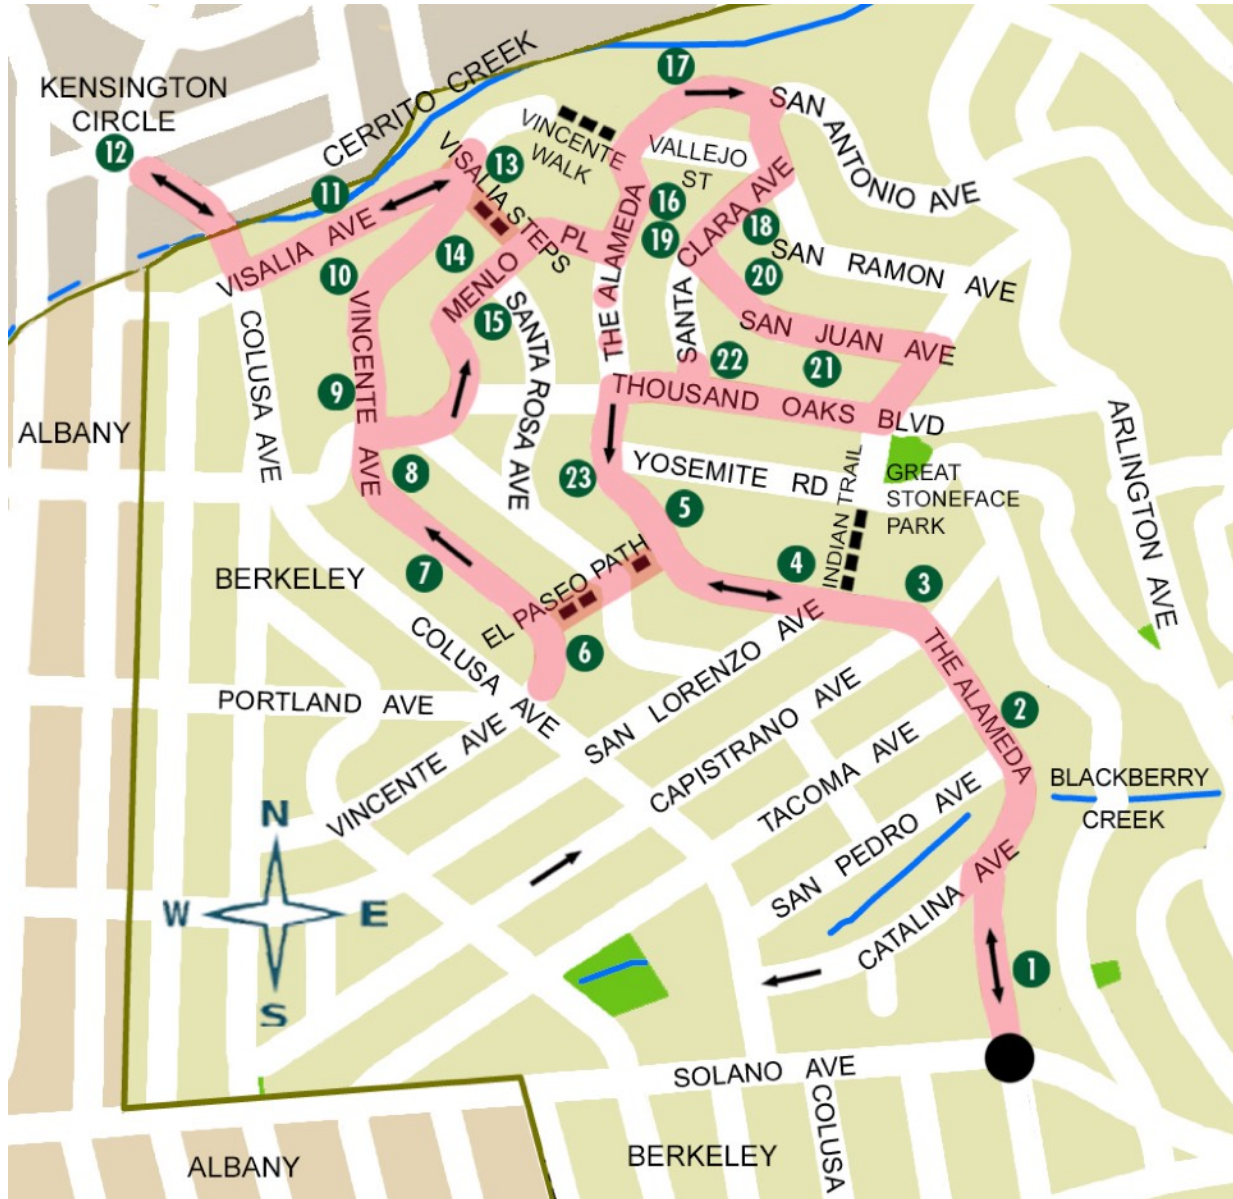 KENSINGTON
CIRCLE
12
CERRITO CREEK
17
SAN
ANTONIO AVE
VISALIA STEPS
13
VINCENTE
WALK
VALLEJO
ST
11
VISALIA AVE
THE ALAMEDA
16
CLARA AVE
18
PL
19
14
10
MENLO
SAN RAMON AVE
20
SANTA ROSA AVE
15
VINCENTE
AVE
COLUSA AVE
THE ALAMEDA
SANTA
SAN JUAN AVE
22
21
9
THOUSAND OAKS BLVD
ARLINGTON AVE
ALBANY
8
23
YOSEMITE RD
INDIAN TRAIL
GREAT
STONEFACE
PARK
5
EL PASEO PATH
4
3
BERKELEY
7
6
COLUSA AVE
PORTLAND AVE
SAN LORENZO AVE
THE ALAMEDA
2
CAPISTRANO AVE
VINCENTE AVE
TACOMA AVE
SAN PEDRO AVE
BLACKBERRY
CREEK
N
W
E
S
CATALINA AVE
1
SOLANO AVE
COLUSA
BERKELEY
ALBANY